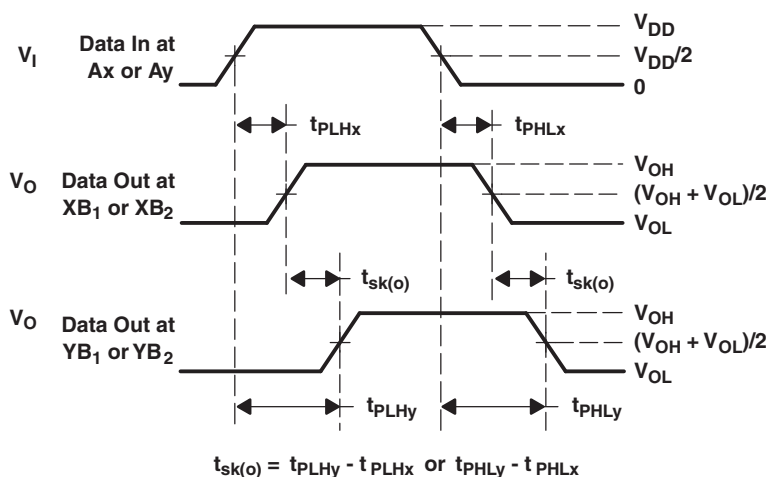 V_DD
V_I Data In at Ax or Ay V_DD/2
0
t_PLHx t_PHLx
V_OH
V_O Data Out at XB_1 or XB_2 (V_OH + V_OL)/2
V_OL
t_sk(o) t_sk(o)
V_OH
V_O Data Out at YB_1 or YB_2 (V_OH + V_OL)/2
V_OL
t_PLHy t_PHLy
t_sk(o) = t_PLHy - t_PLHx or t_PHLy - t_PHLx